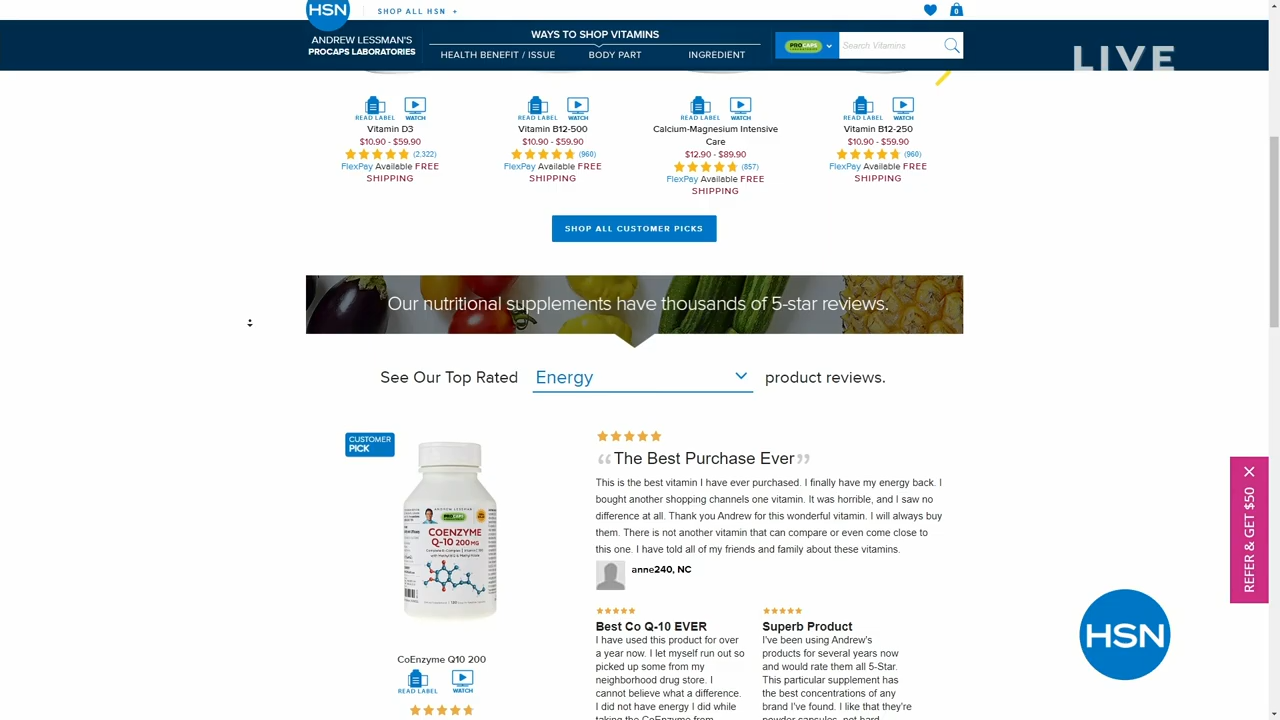 HSN
SHOP ALL HSN +
0
ANDREW LESSMAN'S
PROCAPS LABORATORIES
WAYS TO SHOP VITAMINS
HEALTH BENEFIT / ISSUE
BODY PART
INGREDIENT
PROCAPS
Search Vitamins
LIVE
READ LABEL
WATCH
READ LABEL
WATCH
READ LABEL
WATCH
READ LABEL
WATCH
Vitamin D3
$10.90 - $59.90
(2,322)
FlexPay Available FREE
SHIPPING
Vitamin B12-500
$10.90 - $59.90
(960)
FlexPay Available FREE
SHIPPING
Calcium-Magnesium Intensive
Care
$12.90 - $89.90
(857)
FlexPay Available FREE
SHIPPING
Vitamin B12-250
$10.90 - $59.90
(960)
FlexPay Available FREE
SHIPPING
SHOP ALL CUSTOMER PICKS
Our nutritional supplements have thousands of 5-star reviews.
See Our Top Rated Energy product reviews.
CUSTOMER
PICK
PROCAPS
COENZYME
Q-10 200 MG
CoEnzyme Q10 200
READ LABEL
WATCH
“The Best Purchase Ever”
This is the best vitamin I have ever purchased. I finally have my energy back. I
bought another shopping channels one vitamin. It was horrible, and I saw no
difference at all. Thank you Andrew for this wonderful vitamin. I will always buy
them. There is not another vitamin that can compare or even come close to
this one. I have told all of my friends and family about these vitamins.
anne240, NC
Best Co Q-10 EVER
I have used this product for over
a year now. I let myself run out so
picked up some from my
neighborhood drug store. I
cannot believe what a difference.
I did not have energy I did while
taking the CoEnzyme from
Superb Product
I've been using Andrew's
products for several years now
and would rate them all 5-Star.
This particular supplement has
the best concentrations of any
brand I've found. I like that they're
powder capsules, not hard
REFER & GET $50
HSN